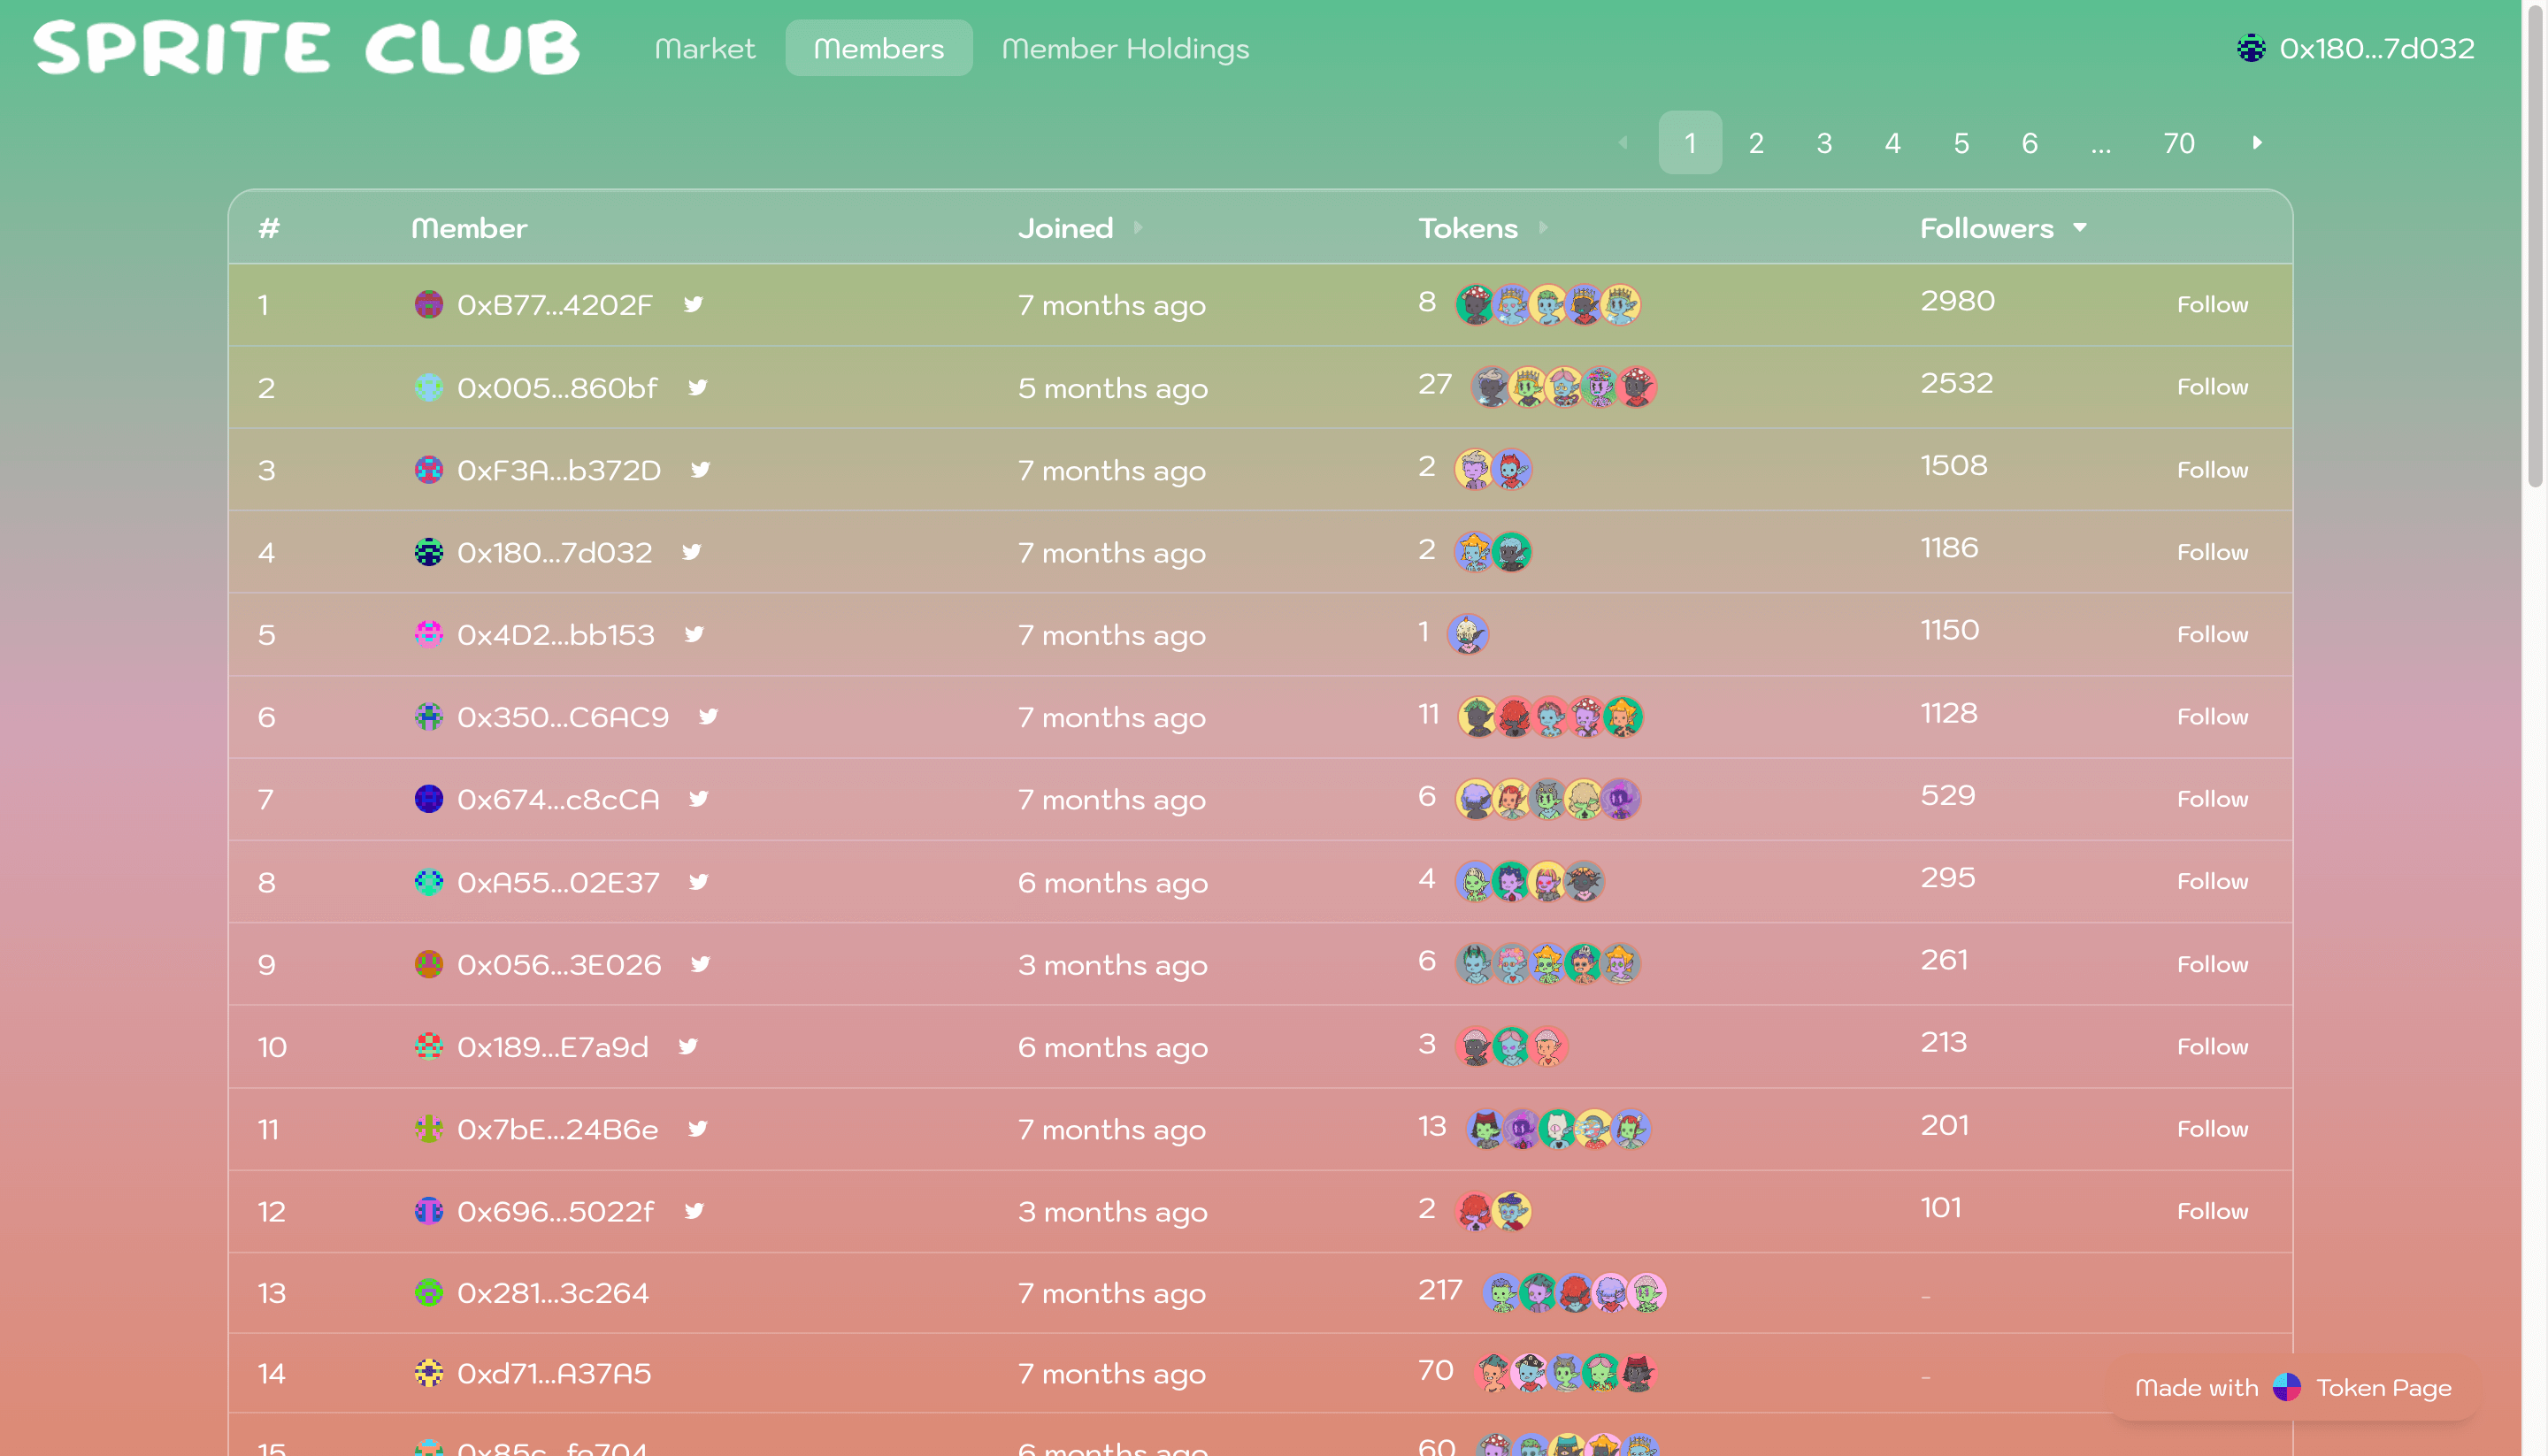 SPRITE CLUB Market Members Member Holdings 0x180...7d032
1 2 3 4 5 6 ... 70
# Member Joined Tokens Followers
1 0xB77...4202F 7 months ago 8 2980 Follow
2 0x005...860bf 5 months ago 27 2532 Follow
3 0xF3A...b372D 7 months ago 2 1508 Follow
4 0x180...7d032 7 months ago 2 1186 Follow
5 0x4D2...bb153 7 months ago 1 1150 Follow
6 0x350...C6AC9 7 months ago 11 1128 Follow
7 0x674...c8cCA 7 months ago 6 529 Follow
8 0xA55...02E37 6 months ago 4 295 Follow
9 0x056...3E026 3 months ago 6 261 Follow
10 0x189...E7a9d 6 months ago 3 213 Follow
11 0x7bE...24B6e 7 months ago 13 201 Follow
12 0x696...5022f 3 months ago 2 101 Follow
13 0x281...3c264 7 months ago 217 -
14 0xd71...A37A5 7 months ago 70 -
Made with Token Page
15 0x85c...fe704 6 months ago 60